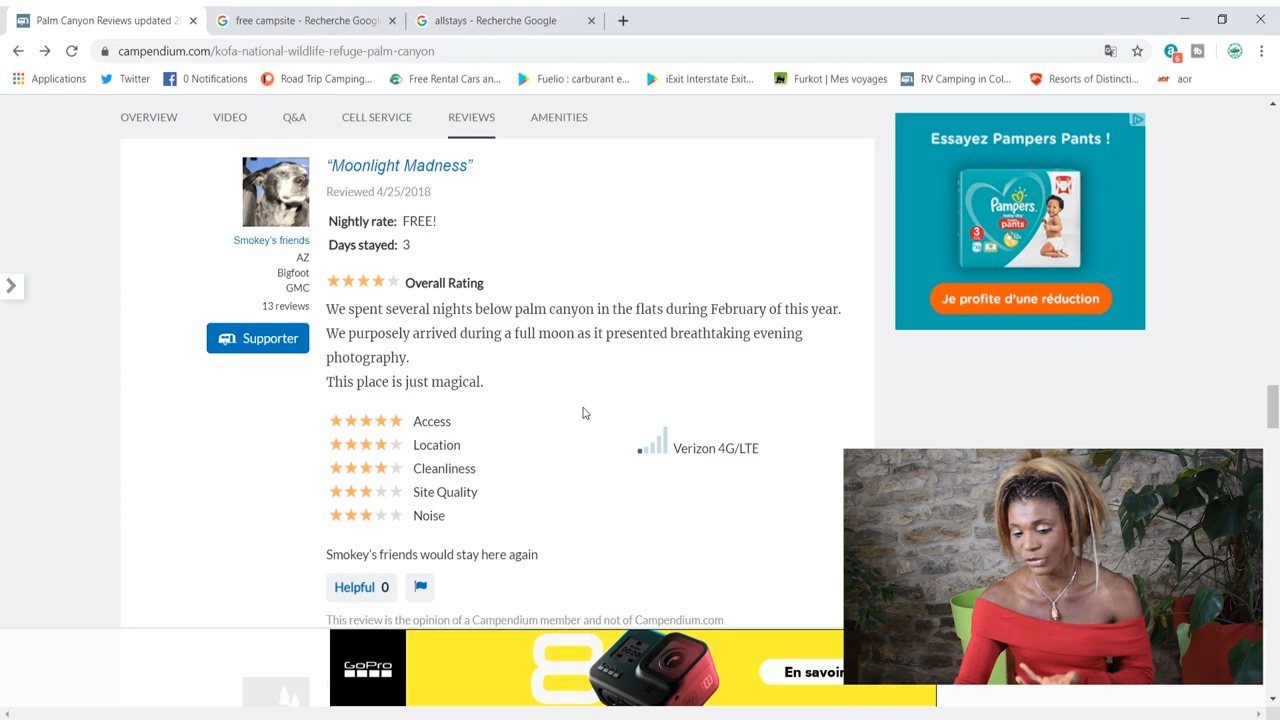 Palm Canyon Reviews updated 2
free campsite - Recherche Google
allstays - Recherche Google
campendium.com/kofa-national-wildlife-refuge-palm-canyon
6
Applications
Twitter
0 Notifications
Road Trip Camping...
Free Rental Cars an...
Fuelio : carburant e...
iExit Interstate Exit...
Furkot | Mes voyages
RV Camping in Col...
Resorts of Distincti...
aor
aor
OVERVIEW
VIDEO
Q&A
CELL SERVICE
REVIEWS
AMENITIES
“Moonlight Madness”
Reviewed 4/25/2018
Nightly rate: FREE!
Days stayed: 3
Smokey's friends
AZ
Bigfoot
GMC
13 reviews
Supporter
Overall Rating
We spent several nights below palm canyon in the flats during February of this year.
We purposely arrived during a full moon as it presented breathtaking evening
photography.
This place is just magical.
Access
Location
Cleanliness
Site Quality
Noise
Verizon 4G/LTE
Smokey's friends would stay here again
Helpful 0
This review is the opinion of a Campendium member and not of Campendium.com
Essayez Pampers Pants !
Pampers
baby-dry
pants
3
Je profite d'une réduction
GoPro
8
En savoir